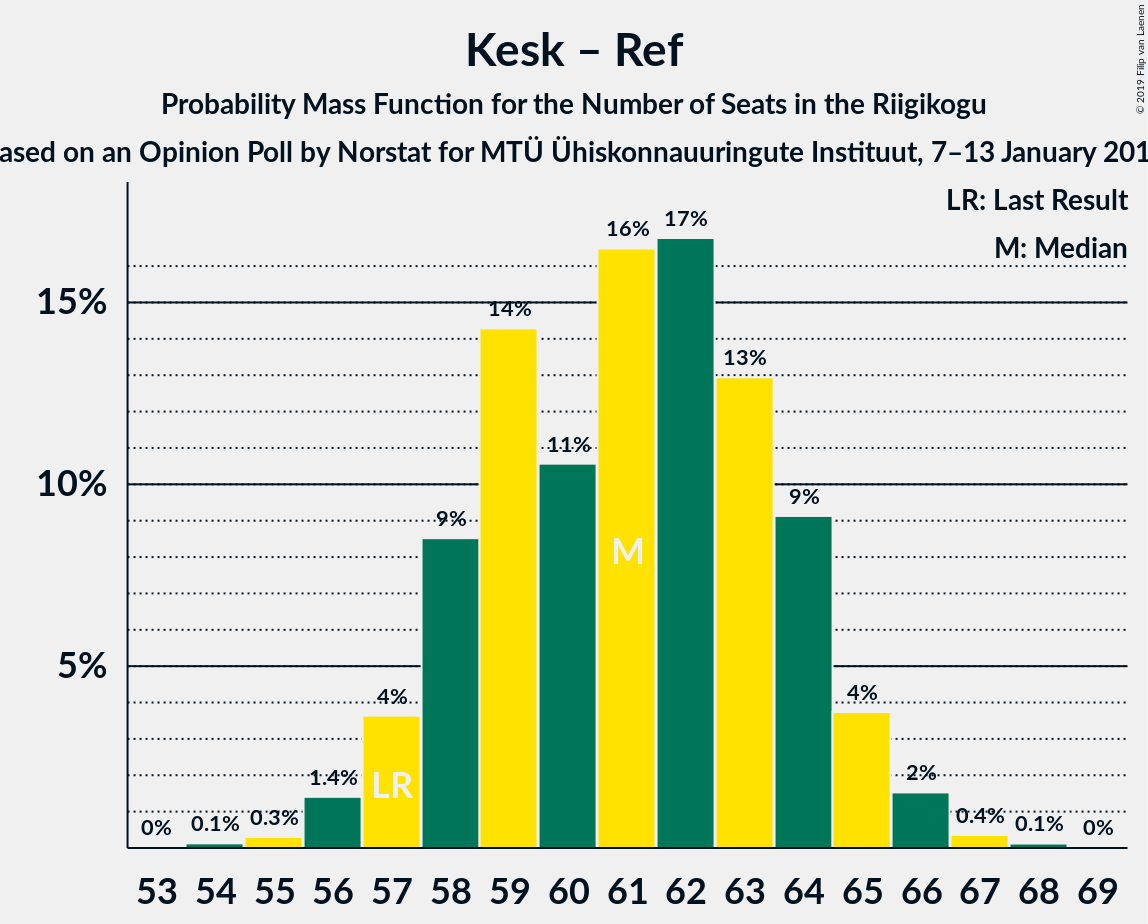 Kesk – Ref
Probability Mass Function for the Number of Seats in the Riigikogu
ased on an Opinion Poll by Norstat for MTÜ Ühiskonnauuringute Instituut, 7–13 January 201
© 2019 Filip van Laenen
LR: Last Result
M: Median
15%
10%
5%
0%
0.1%
0.3%
1.4%
4%
9%
14%
11%
16%
17%
13%
9%
4%
2%
0.4%
0.1%
0%
LR
M
53 54 55 56 57 58 59 60 61 62 63 64 65 66 67 68 69